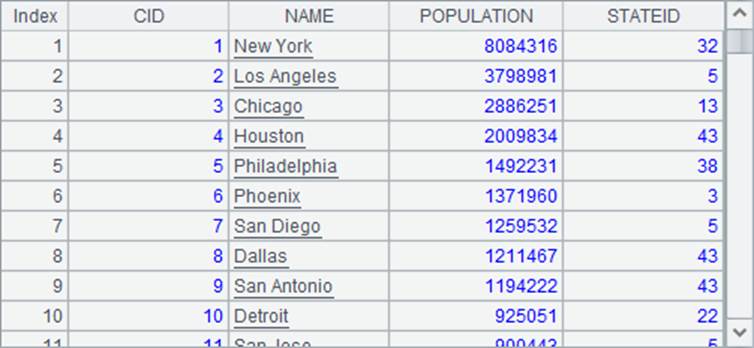 Index CID NAME POPULATION STATEID
1 1 New York 8084316 32
2 2 Los Angeles 3798981 5
3 3 Chicago 2886251 13
4 4 Houston 2009834 43
5 5 Philadelphia 1492231 38
6 6 Phoenix 1371960 3
7 7 San Diego 1259532 5
8 8 Dallas 1211467 43
9 9 San Antonio 1194222 43
10 10 Detroit 925051 22
11 11 San Jose 900443 5